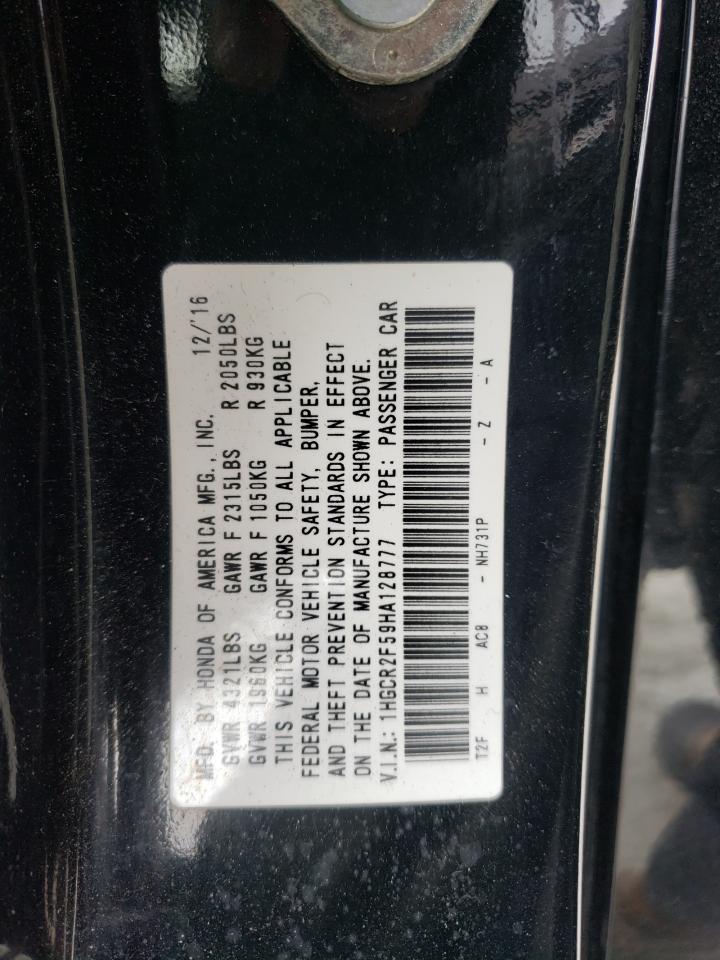 MFD. BY HONDA OF AMERICA MFG., INC. 12/'16
GVWR 4321LBS GAWR F 2315LBS R 2050LBS
GVWR 1960KG GAWR F 1050KG R 930KG
THIS VEHICLE CONFORMS TO ALL APPLICABLE
FEDERAL MOTOR VEHICLE SAFETY, BUMPER,
AND THEFT PREVENTION STANDARDS IN EFFECT
ON THE DATE OF MANUFACTURE SHOWN ABOVE.
V.I.N.: 1HGCR2F59HA128777 TYPE: PASSENGER CAR
T2F H AC8 - NH731P - Z - A